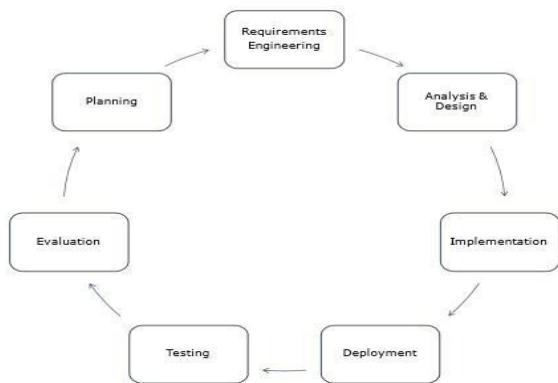 Requirements
Engineering
Analysis &
Design
Implementation
Deployment
Testing
Evaluation
Planning